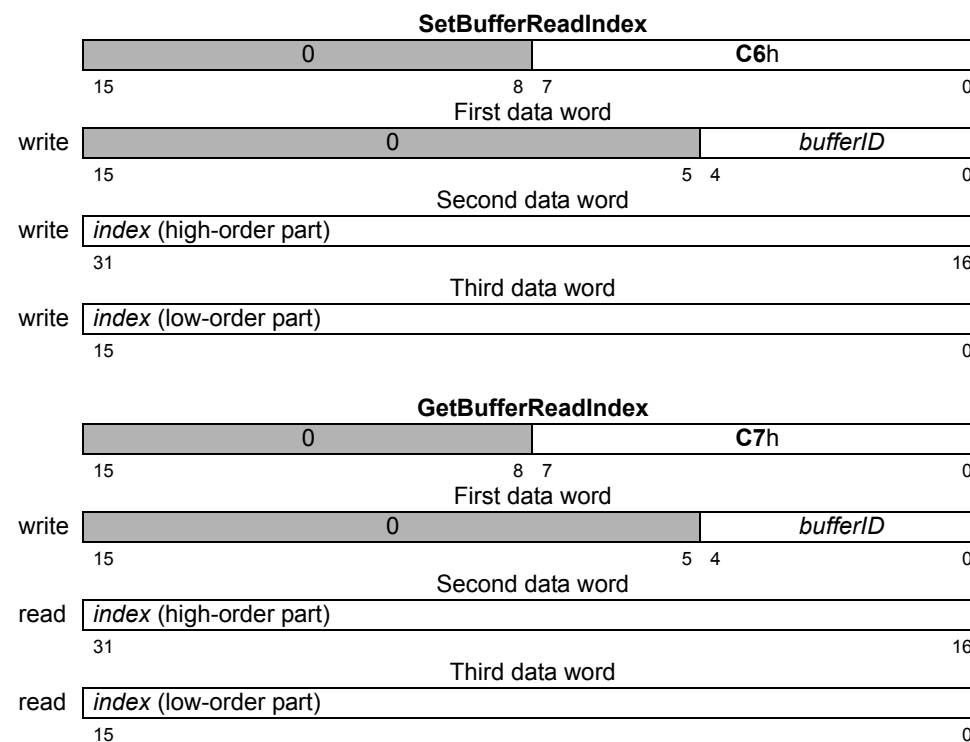 SetBufferReadIndex
0 C6h
15 8 7 0
First data word
write 0 bufferID
15 5 4 0
Second data word
write index (high-order part)
31 16
Third data word
write index (low-order part)
15 0
GetBufferReadIndex
0 C7h
15 8 7 0
First data word
write 0 bufferID
15 5 4 0
Second data word
read index (high-order part)
31 16
Third data word
read index (low-order part)
15 0